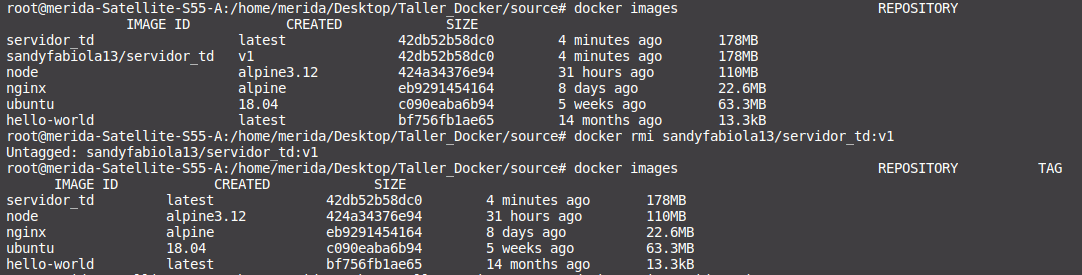 root@merida-Satellite-S55-A:/home/merida/Desktop/Taller_Docker/source# docker images REPOSITORY
IMAGE ID CREATED SIZE
servidor_td latest 42db52b58dc0 4 minutes ago 178MB
sandyfabiola13/servidor_td v1 42db52b58dc0 4 minutes ago 178MB
node alpine3.12 424a34376e94 31 hours ago 110MB
nginx alpine eb9291454164 8 days ago 22.6MB
ubuntu 18.04 c090eaba6b94 5 weeks ago 63.3MB
hello-world latest bf756fb1ae65 14 months ago 13.3kB
root@merida-Satellite-S55-A:/home/merida/Desktop/Taller_Docker/source# docker rmi sandyfabiola13/servidor_td:v1
Untagged: sandyfabiola13/servidor_td:v1
root@merida-Satellite-S55-A:/home/merida/Desktop/Taller_Docker/source# docker images REPOSITORY TAG
IMAGE ID CREATED SIZE
servidor_td latest 42db52b58dc0 4 minutes ago 178MB
node alpine3.12 424a34376e94 31 hours ago 110MB
nginx alpine eb9291454164 8 days ago 22.6MB
ubuntu 18.04 c090eaba6b94 5 weeks ago 63.3MB
hello-world latest bf756fb1ae65 14 months ago 13.3kB